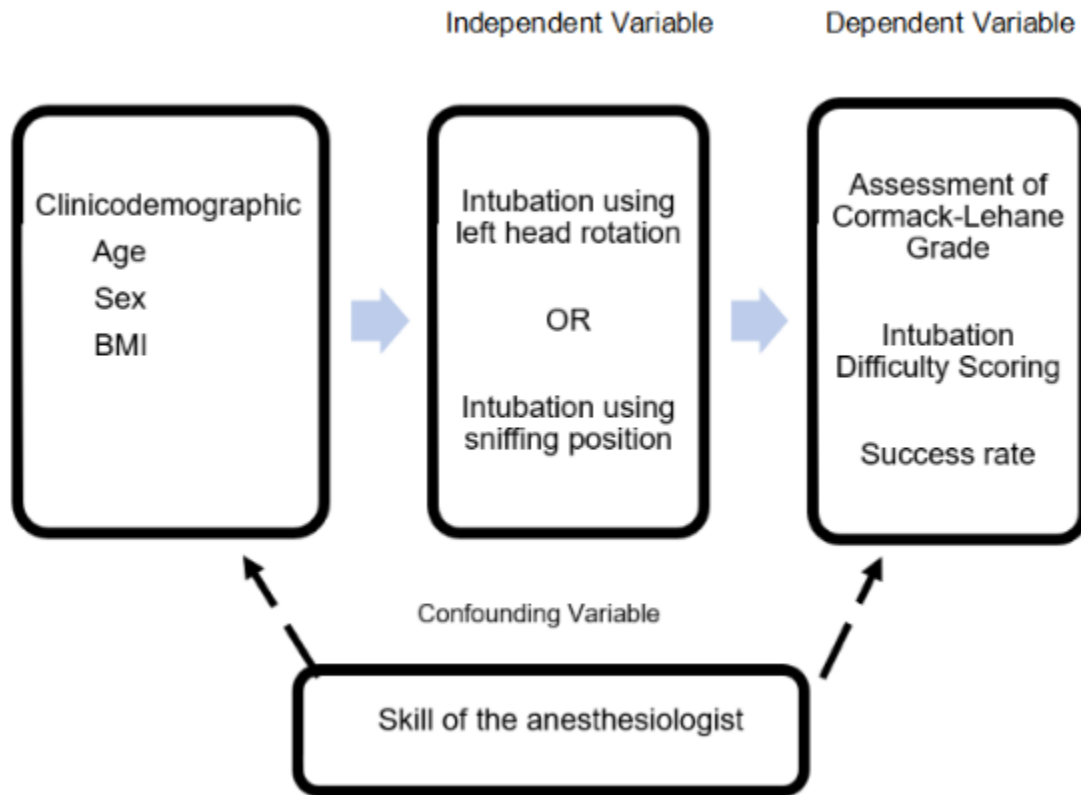 Independent Variable
Dependent Variable
Clinicodemographic
Age
Sex
BMI
Intubation using
left head rotation
OR
Intubation using
sniffing position
Assessment of
Cormack-Lehane
Grade
Intubation
Difficulty Scoring
Success rate
Confounding Variable
Skill of the anesthesiologist